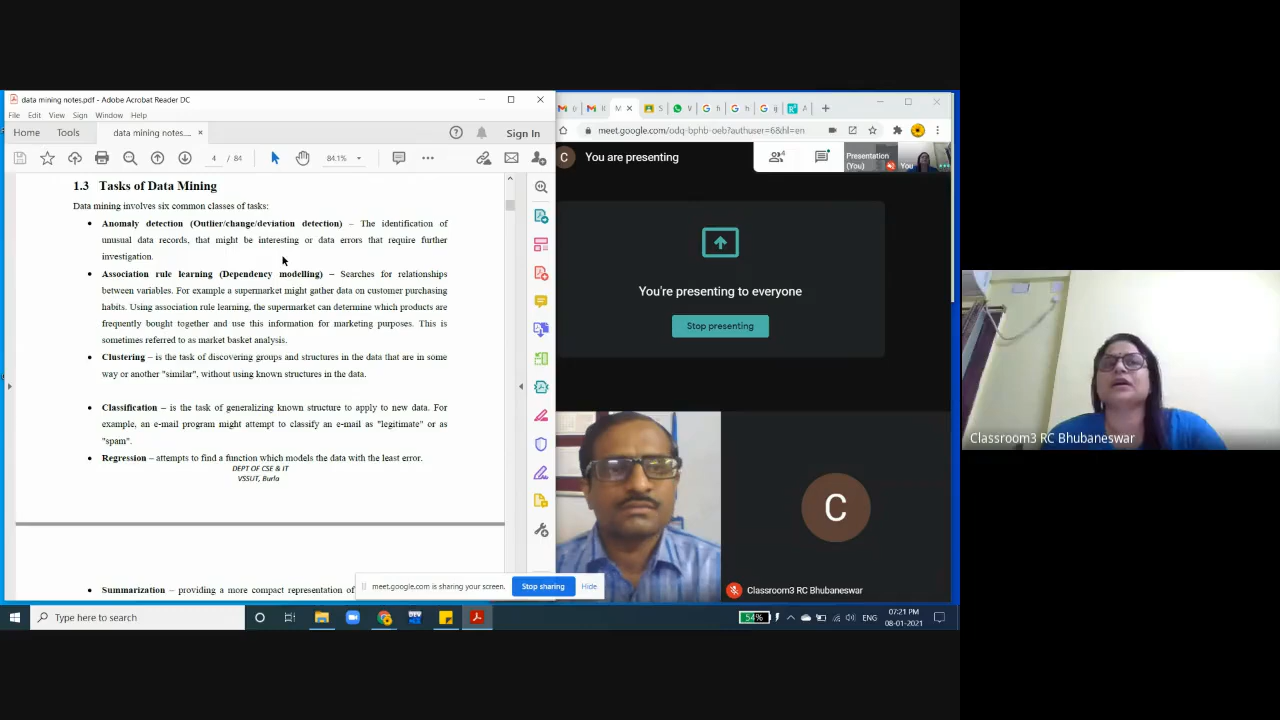 data mining notes.pdf - Adobe Acrobat Reader DC
File Edit View Sign Window Help
Home Tools data mining notes.... × Sign In
4 / 84 84.1%
1.3 Tasks of Data Mining
Data mining involves six common classes of tasks:
• Anomaly detection (Outlier/change/deviation detection) – The identification of
unusual data records, that might be interesting or data errors that require further
investigation.
• Association rule learning (Dependency modelling) – Searches for relationships
between variables. For example a supermarket might gather data on customer purchasing
habits. Using association rule learning, the supermarket can determine which products are
frequently bought together and use this information for marketing purposes. This is
sometimes referred to as market basket analysis.
• Clustering – is the task of discovering groups and structures in the data that are in some
way or another "similar", without using known structures in the data.
• Classification – is the task of generalizing known structure to apply to new data. For
example, an e-mail program might attempt to classify an e-mail as "legitimate" or as
"spam".
• Regression – attempts to find a function which models the data with the least error.
DEPT OF CSE & IT
VSSUT, Burla
• Summarization – providing a more compact representation of
meet.google.com/odq-bphb-oeb?authuser=6&hl=en
C You are presenting
4
Presentation
(You)
You
You're presenting to everyone
Stop presenting
C
Classroom3 RC Bhubaneswar
meet.google.com is sharing your screen. Stop sharing Hide
Classroom3 RC Bhubaneswar
Type here to search
54% ENG
07:21 PM
08-01-2021